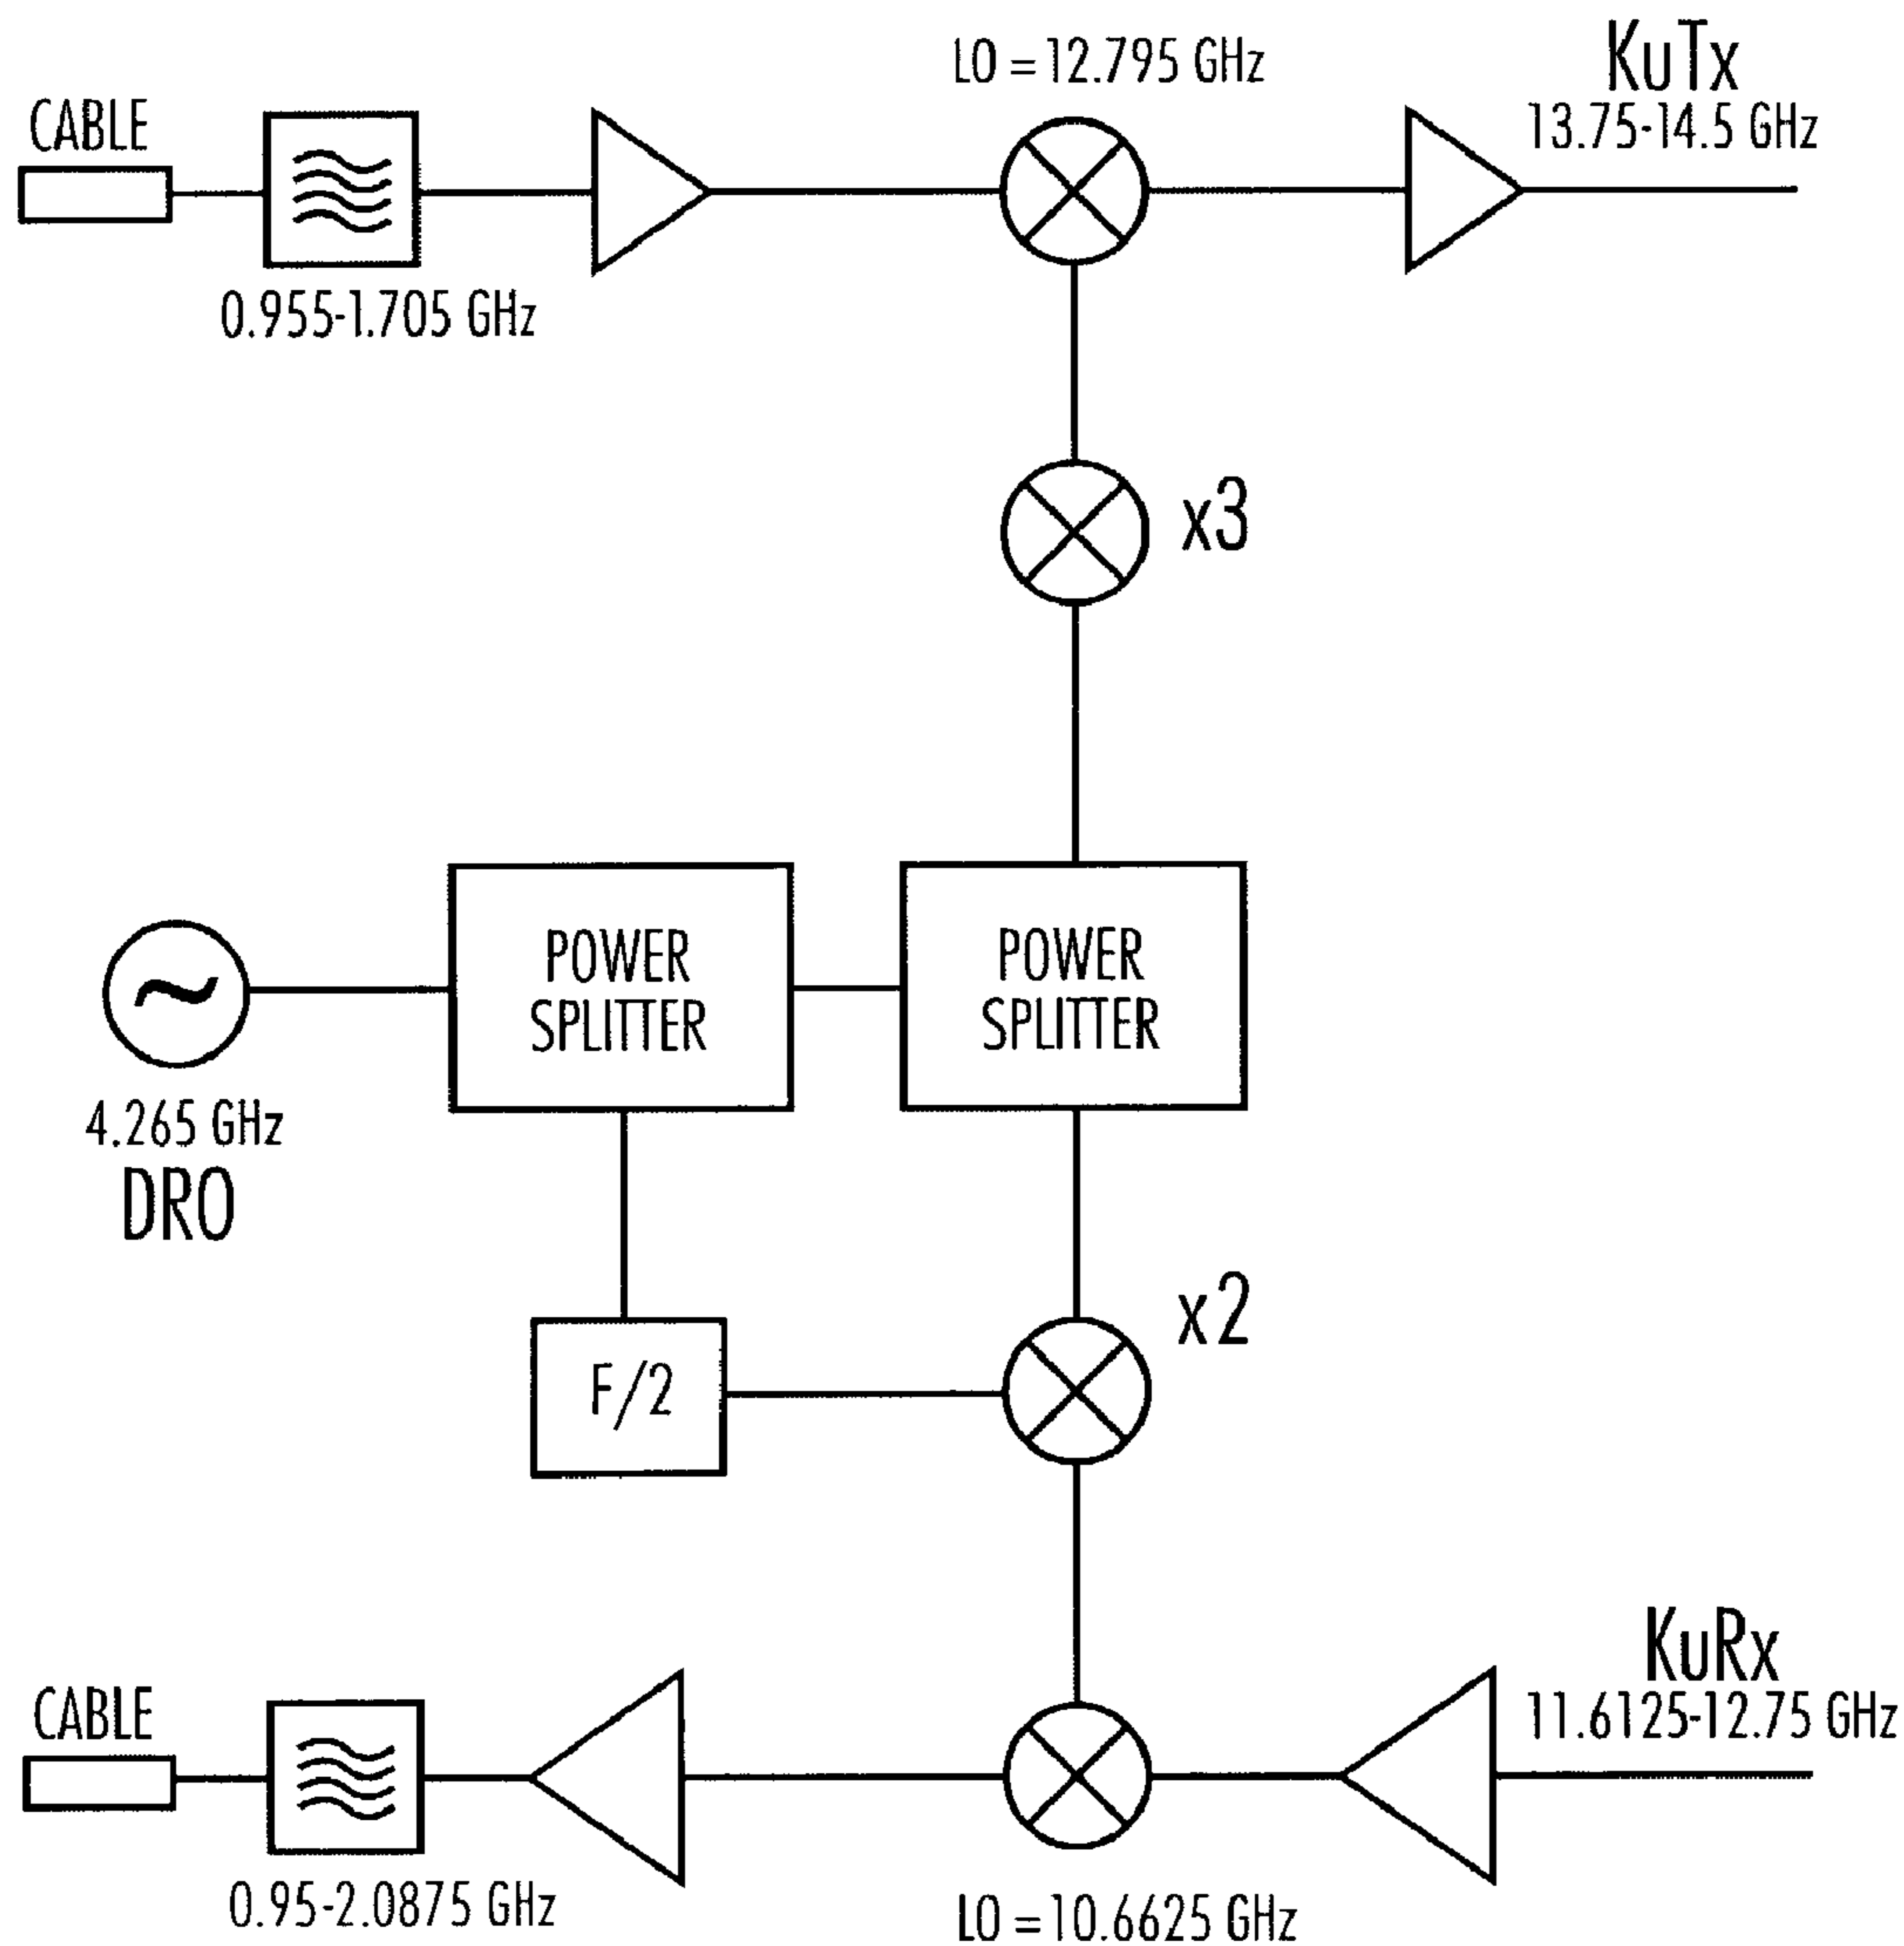 LO = 12.795 GHz
KuTx
13.75-14.5 GHz
CABLE
0.955-1.705 GHz
x3
POWER
SPLITTER
POWER
SPLITTER
4.265 GHz
DRO
x2
F/2
KuRx
11.6125-12.75 GHz
CABLE
0.95-2.0875 GHz
LO = 10.6625 GHz